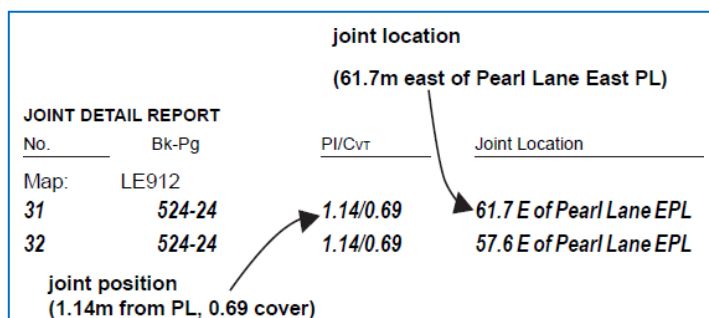 joint location
(61.7m east of Pearl Lane East PL)
JOINT DETAIL REPORT
No. Bk-Pg Pl/CVT Joint Location
Map: LE912
31 524-24 1.14/0.69 61.7 E of Pearl Lane EPL
32 524-24 1.14/0.69 57.6 E of Pearl Lane EPL
joint position
(1.14m from PL, 0.69 cover)